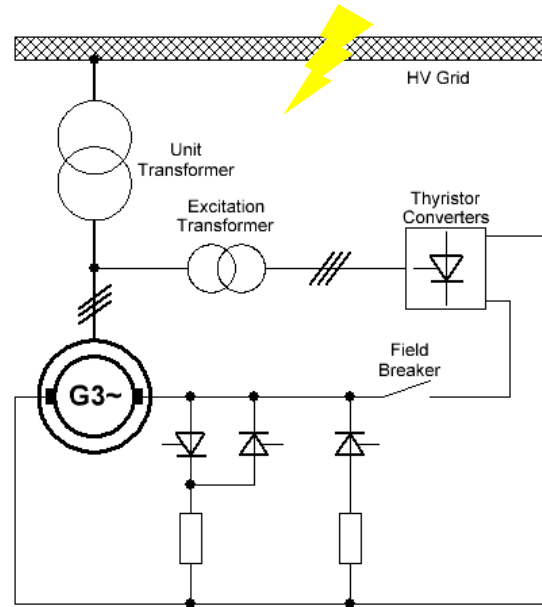 HV Grid
Unit
Transformer
Excitation
Transformer
Thyristor
Converters
Field
Breaker
G3~